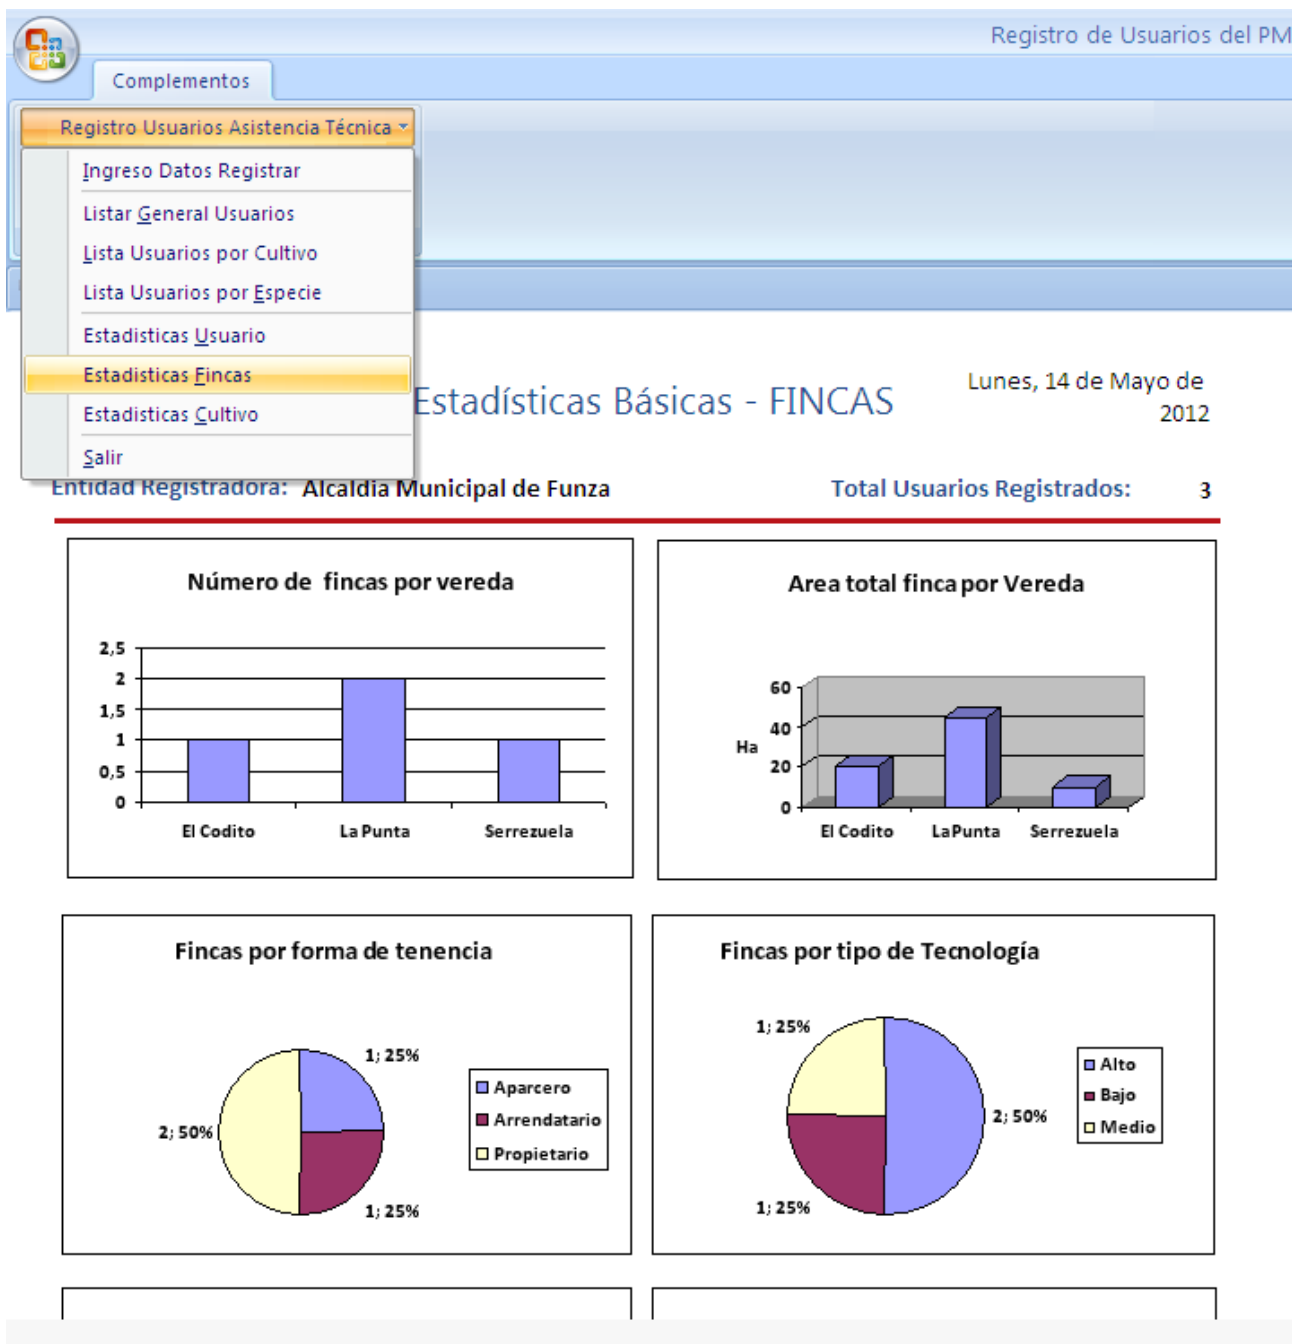 Registro de Usuarios del PM
Complementos
Registro Usuarios Asistencia Técnica
Ingreso Datos Registrar
Listar General Usuarios
Lista Usuarios por Cultivo
Lista Usuarios por Especie
Estadisticas Usuario
Estadisticas Fincas
Estadisticas Cultivo
Salir
Estadísticas Básicas - FINCAS
Lunes, 14 de Mayo de
2012
Entidad Registradora: Alcaldia Municipal de Funza
Total Usuarios Registrados: 3
Número de fincas por vereda
2,5
2
1,5
1
0,5
0
El Codito La Punta Serrezuela
Area total finca por Vereda
60
40
Ha
20
0
El Codito La Punta Serrezuela
Fincas por forma de tenencia
1; 25%
2; 50%
1; 25%
Aparcero
Arrendatario
Propietario
Fincas por tipo de Tecnología
1; 25%
2; 50%
1; 25%
Alto
Bajo
Medio